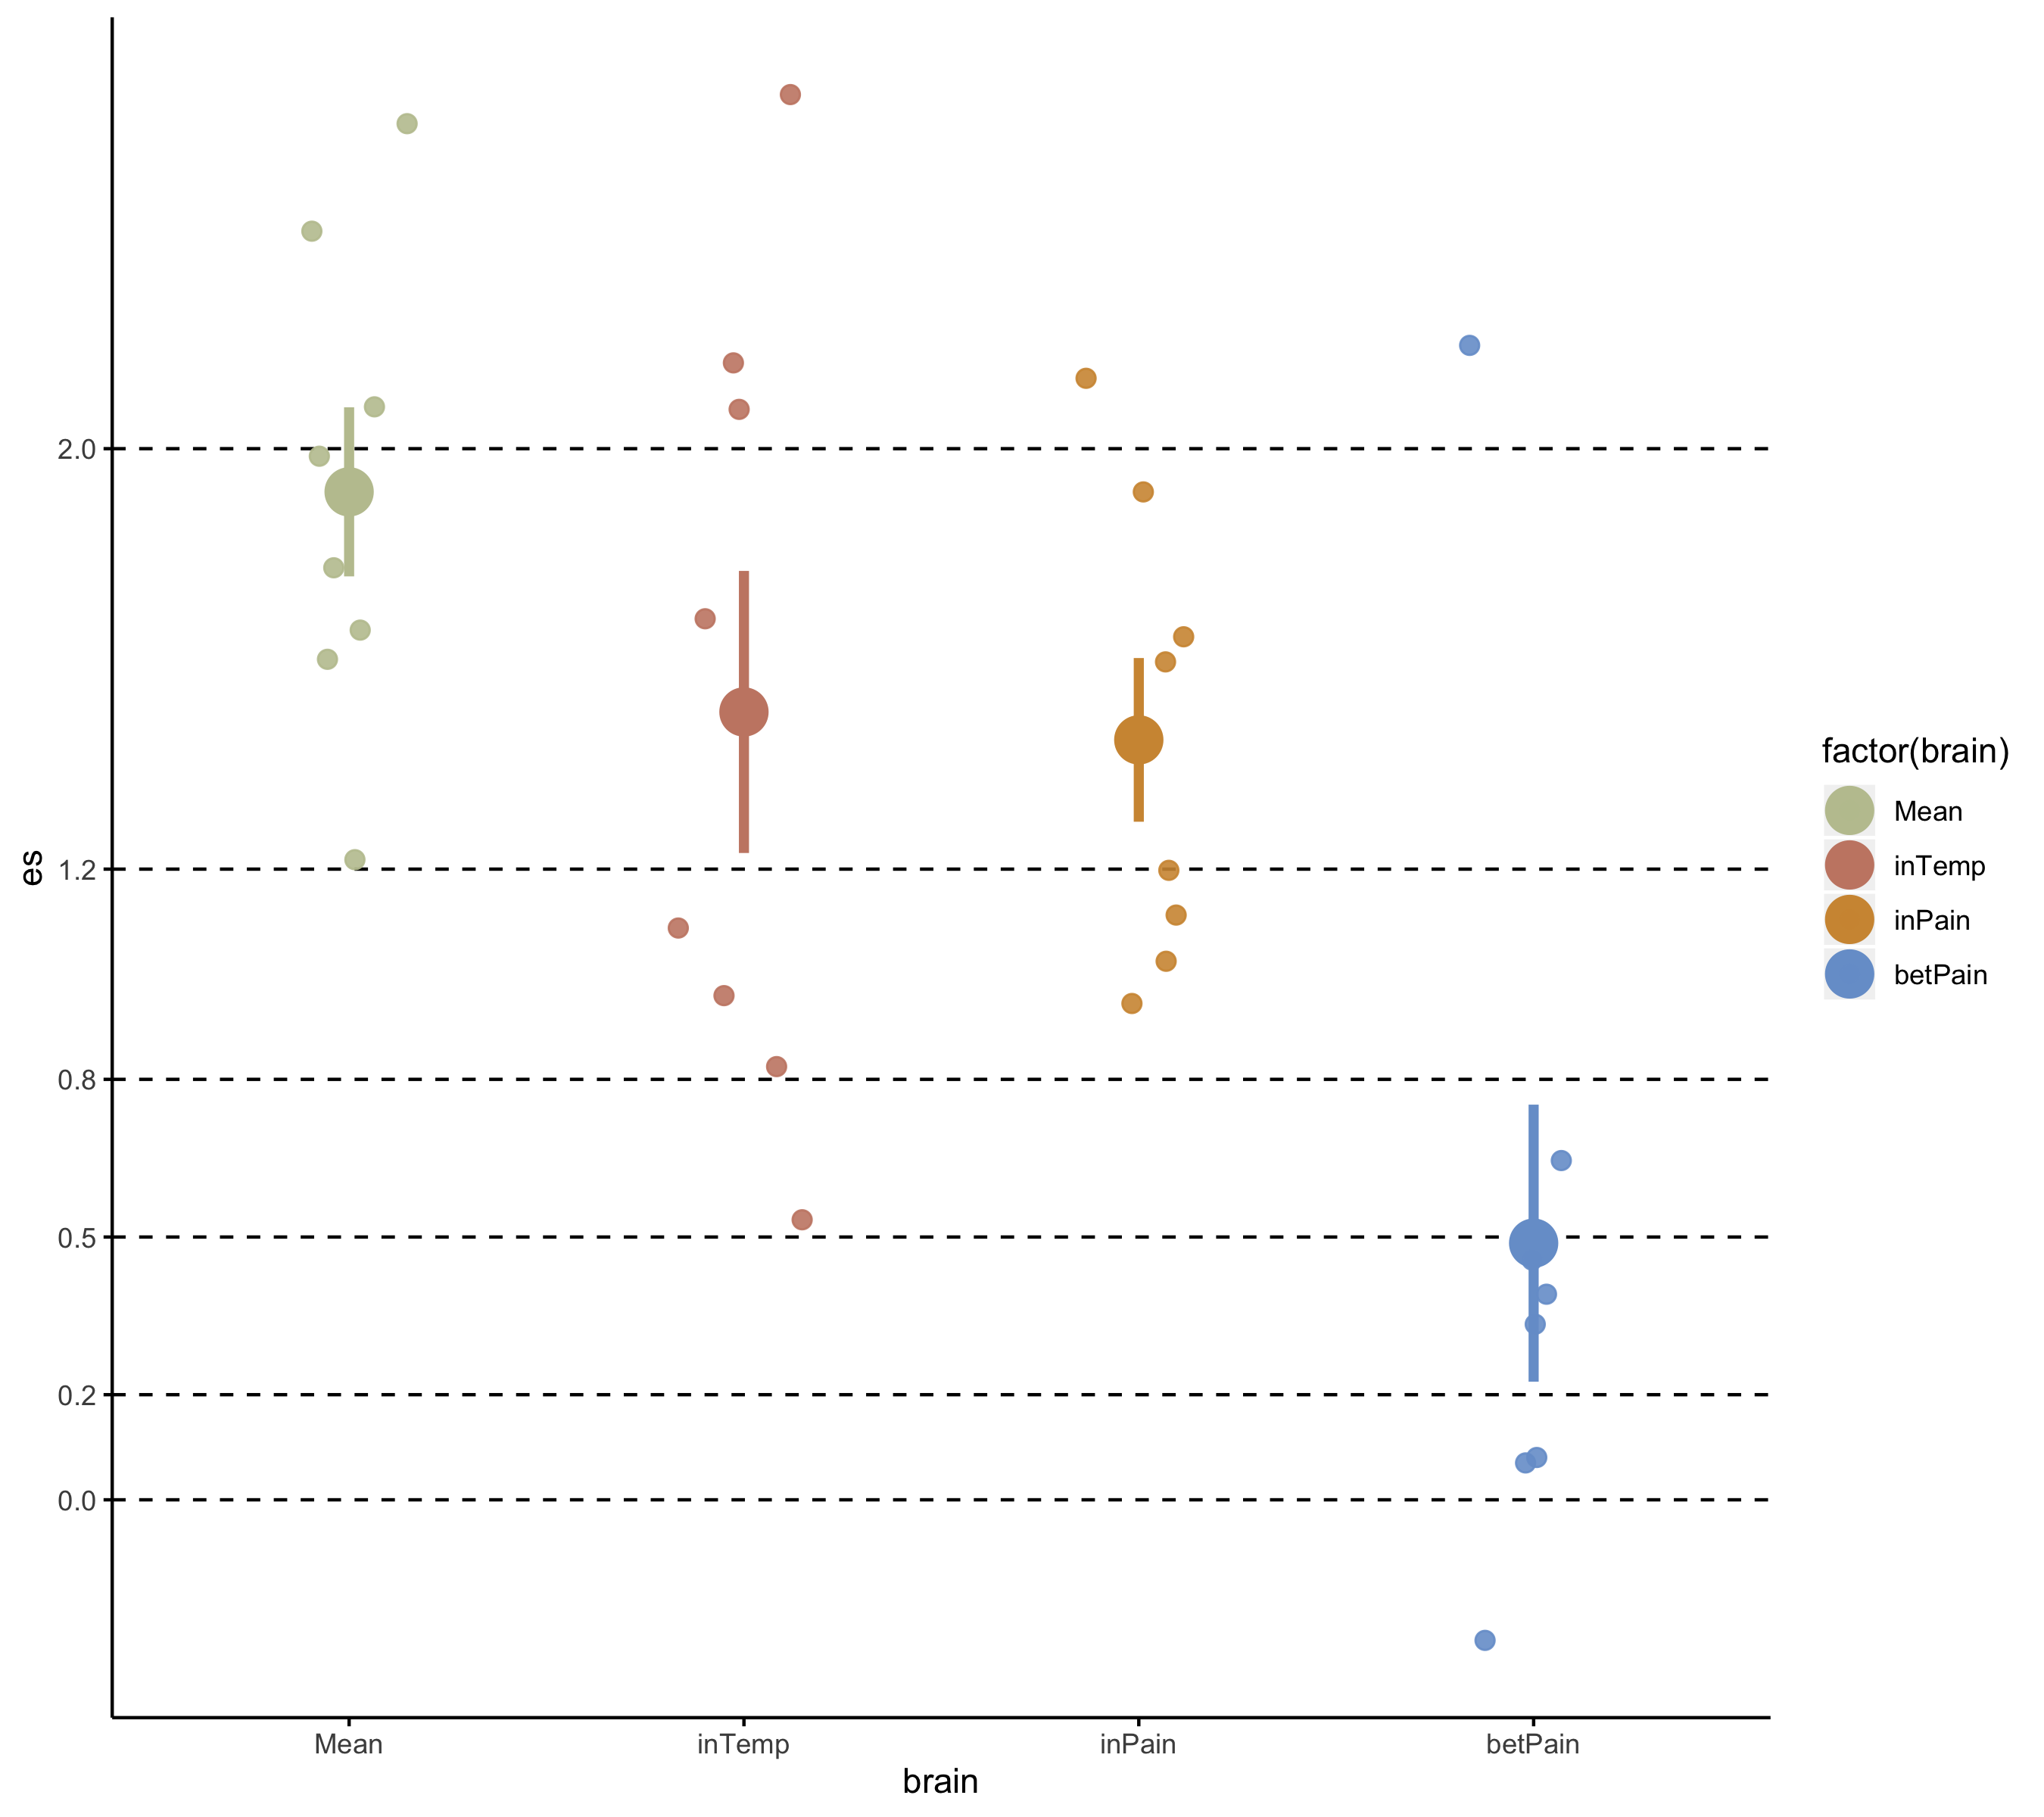 es
2.0
1.2
0.8
0.5
0.2
0.0
Mean
inTemp
inPain
betPain
brain
factor(brain)
Mean
inTemp
inPain
betPain